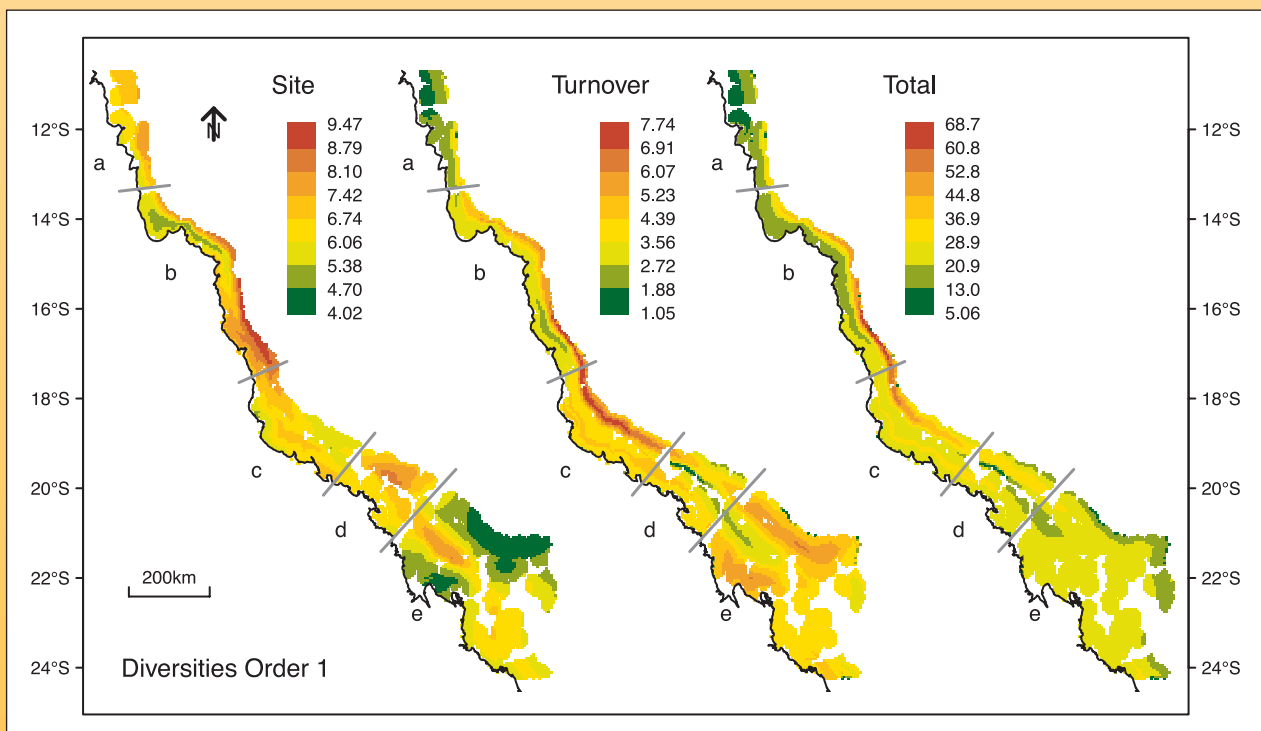 Site
Turnover
Total
N
9.47
8.79
8.10
7.42
6.74
6.06
5.38
4.70
4.02
7.74
6.91
6.07
5.23
4.39
3.56
2.72
1.88
1.05
68.7
60.8
52.8
44.8
36.9
28.9
20.9
13.0
5.06
12°S
14°S
16°S
18°S
20°S
22°S
24°S
12°S
14°S
16°S
18°S
20°S
22°S
24°S
a
b
c
d
e
a
b
c
d
e
a
b
c
d
e
200km
Diversities Order 1